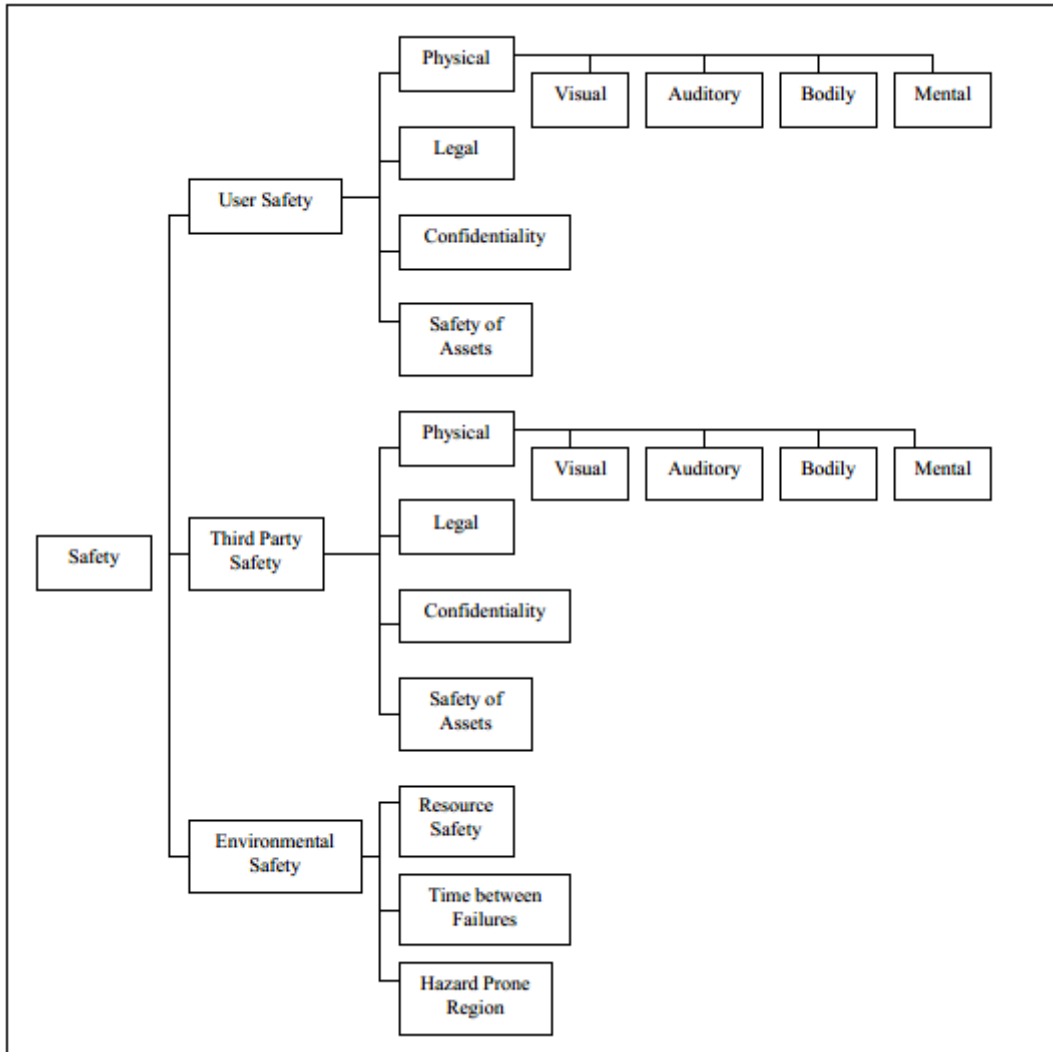 Physical
Visual
Auditory
Bodily
Mental
Legal
User Safety
Confidentiality
Safety of
Assets
Physical
Visual
Auditory
Bodily
Mental
Legal
Safety
Third Party
Safety
Confidentiality
Safety of
Assets
Resource
Safety
Environmental
Safety
Time between
Failures
Hazard Prone
Region